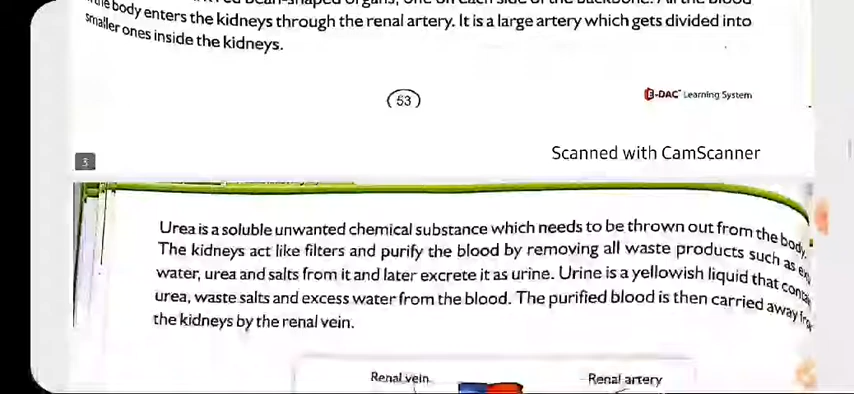 body enters the kidneys through the renal artery. It is a large artery which gets divided into
smaller ones inside the kidneys.
53
E-DAC Learning System
Scanned with CamScanner
3
Urea is a soluble unwanted chemical substance which needs to be thrown out from the body.
The kidneys act like filters and purify the blood by removing all waste products such as
water, urea and salts from it and later excrete it as urine. Urine is a yellowish liquid that
urea, waste salts and excess water from the blood. The purified blood is then carried away
the kidneys by the renal vein.
Renal vein
Renal artery